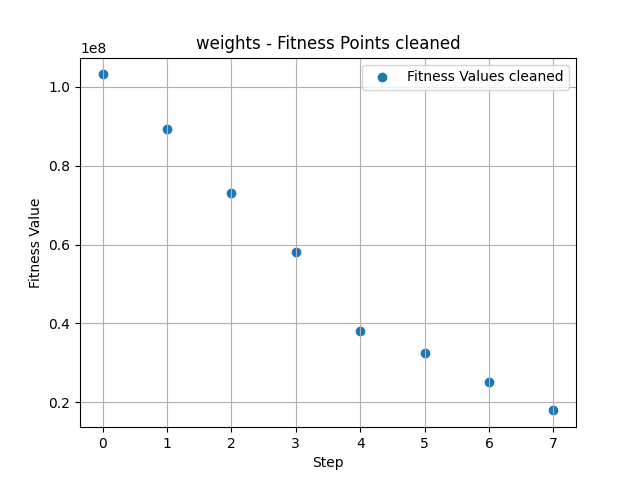 weights - Fitness Points cleaned
1e8
Fitness Values cleaned
1.0
0.8
0.6
0.4
0.2
Fitness Value
0 1 2 3 4 5 6 7
Step